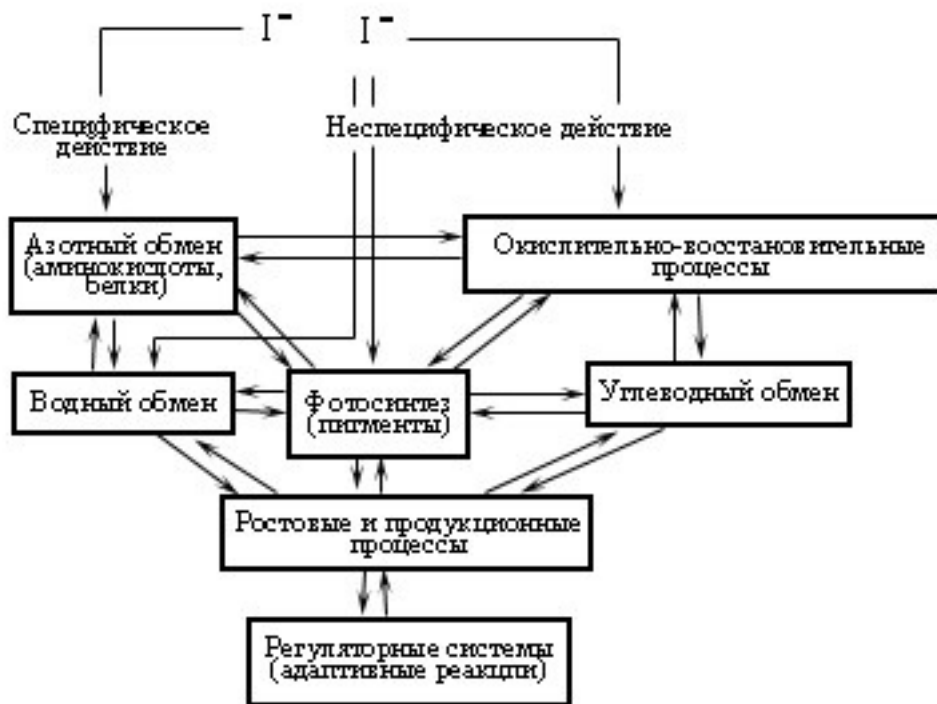 I⁻ I⁻
Специфическое
действие
Неспецифическое действие
Азотный обмен
(аминокислоты,
белки)
Окислительно-восстановительные
процессы
Водный обмен
Фотосинтез
(пигменты)
Углеводный обмен
Ростовые и продукционные
процессы
Регуляторные системы
(адаптивные реакции)